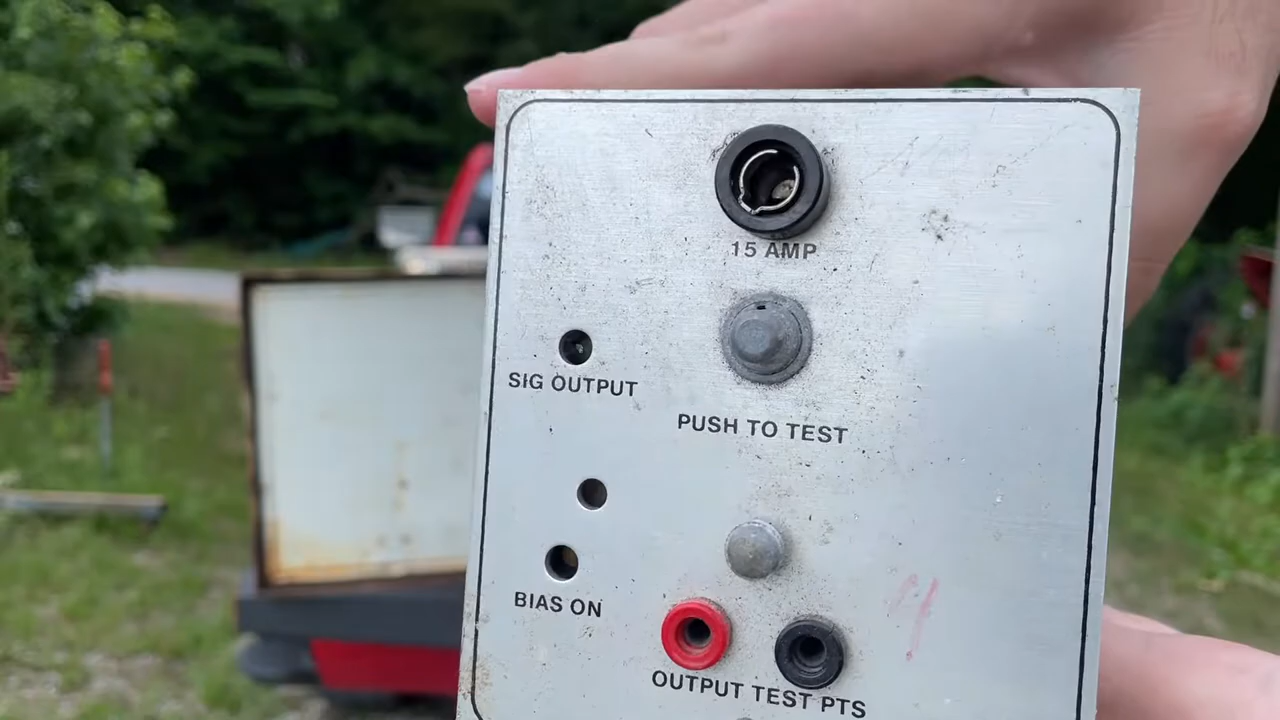 15 AMP
SIG OUTPUT
PUSH TO TEST
BIAS ON
OUTPUT TEST PTS